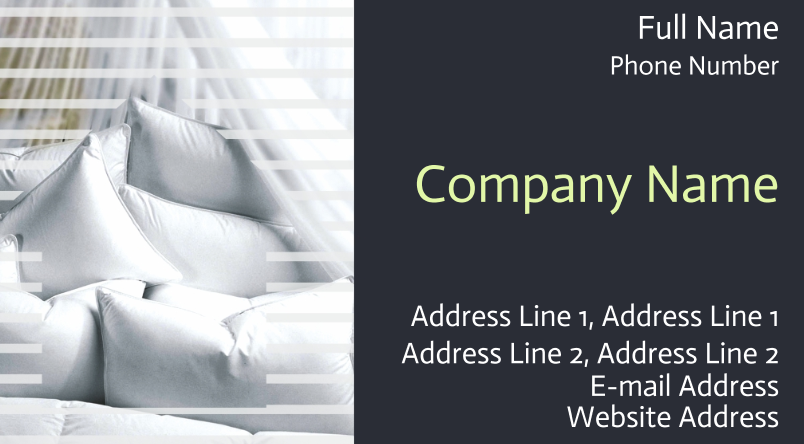 Full Name
Phone Number
Company Name
Address Line 1, Address Line 1
Address Line 2, Address Line 2
E-mail Address
Website Address